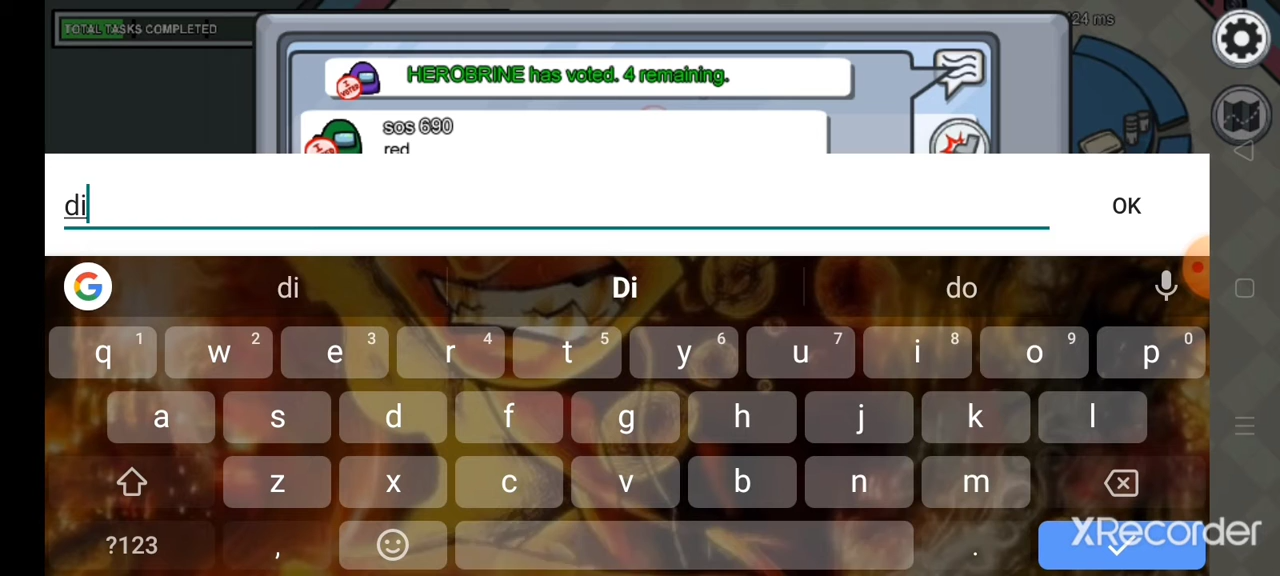 TOTAL TASKS COMPLETED
24 ms
HEROBRINE has voted. 4 remaining.
I VOTED
sos 690
red
di
OK
G
di Di do
q 1 w 2 e 3 r 4 t 5 y 6 u 7 i 8 o 9 p 0
a s d f g h j k l
z x c v b n m
?123 , .
XRecorder